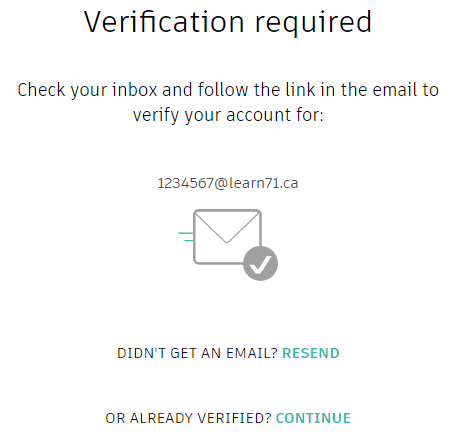 Verification required
Check your inbox and follow the link in the email to
verify your account for:
1234567@learn71.ca
DIDN'T GET AN EMAIL? RESEND
OR ALREADY VERIFIED? CONTINUE